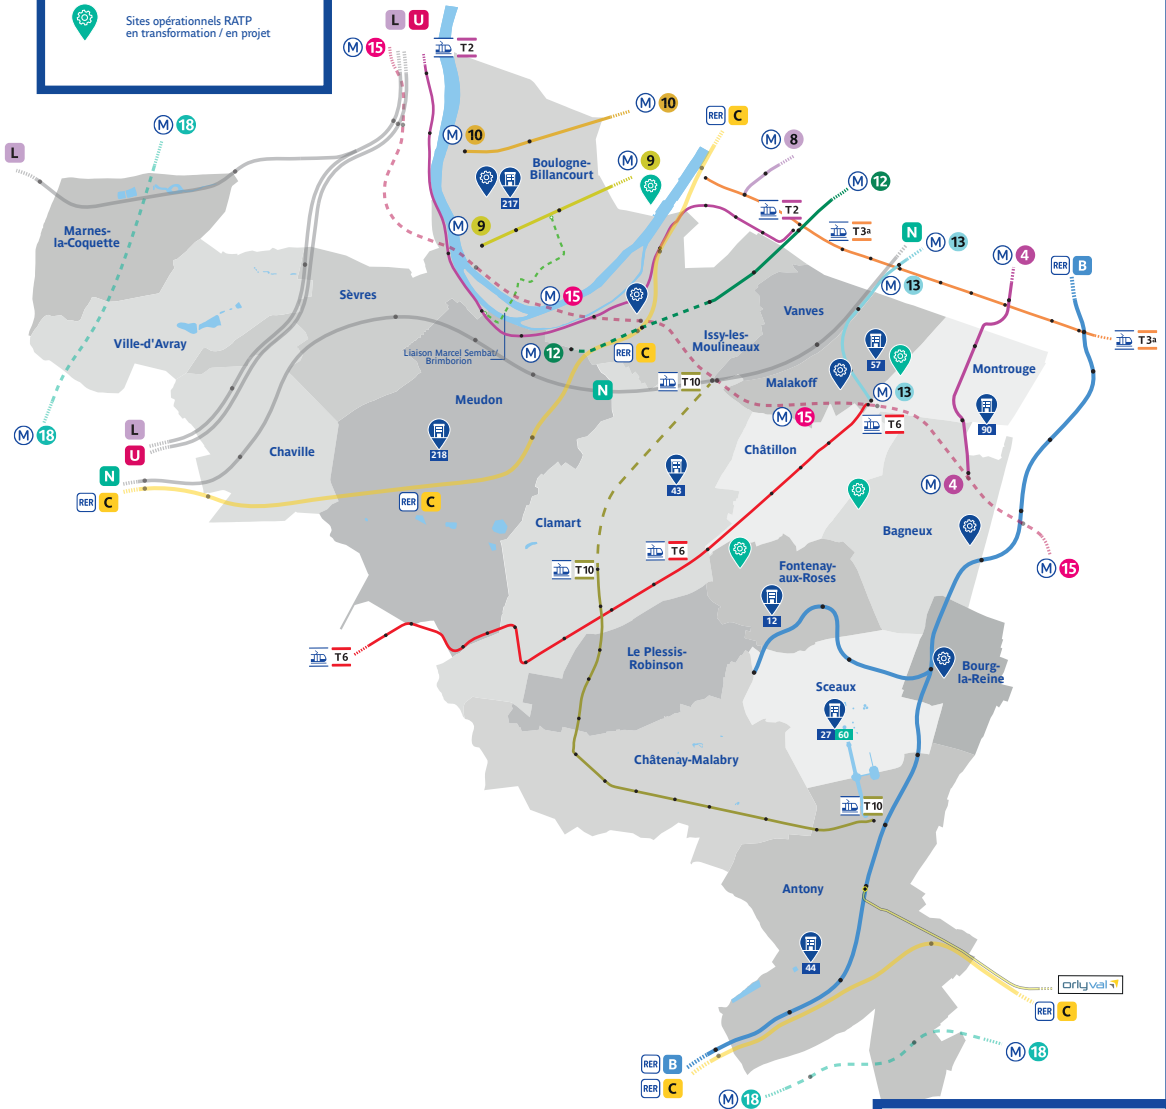 Sites opérationnels RATP
en transformation / en projet
L U
M 15
T2
M 18
M 10
RER C
L
M 10
M 8
Boulogne-
Billancourt
M 9
M 12
217
T2
M 9
T3a
N
M 13
Marnes-
la-Coquette
M 4
RER B
M 13
Sèvres
M 15
Vanves
Ville-d'Avray
Issy-les-
Moulineaux
T3a
Liaison Marcel Sembat/
Brimborion
M 12
RER C
57
Montrouge
T10
Malakoff
N
M 13
Meudon
M 15
T6
90
L
M 18
218
U
Chaville
Châtillon
N
43
M 4
RER C
RER C
Clamart
Bagneux
T6
T10
M 15
Fontenay-
aux-Roses
12
T6
Le Plessis-
Robinson
Bourg-
la-Reine
Sceaux
27 60
Châtenay-Malabry
T10
Antony
44
orlyval
RER C
M 18
RER B
RER C
M 18